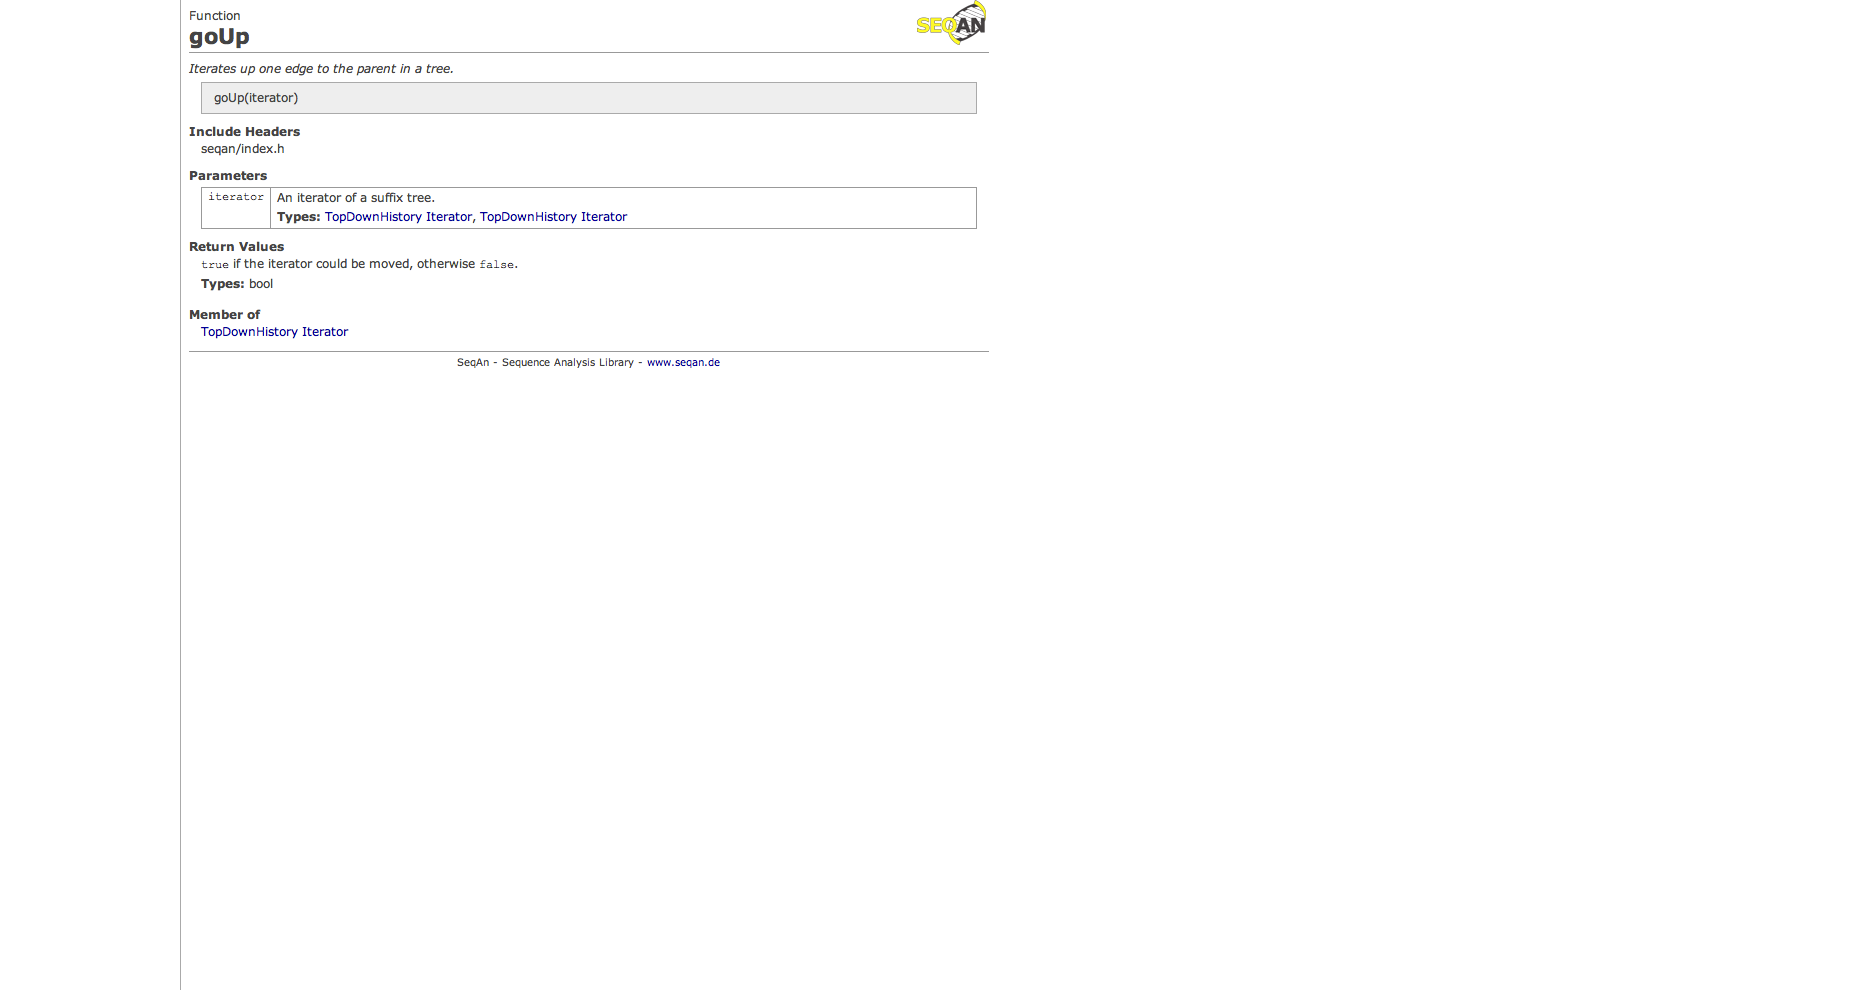 Function
SEQAN
goUp
Iterates up one edge to the parent in a tree.
goUp(iterator)
Include Headers
seqan/index.h
Parameters
iterator An iterator of a suffix tree.
Types: TopDownHistory Iterator, TopDownHistory Iterator
Return Values
true if the iterator could be moved, otherwise false.
Types: bool
Member of
TopDownHistory Iterator
SeqAn - Sequence Analysis Library - www.seqan.de